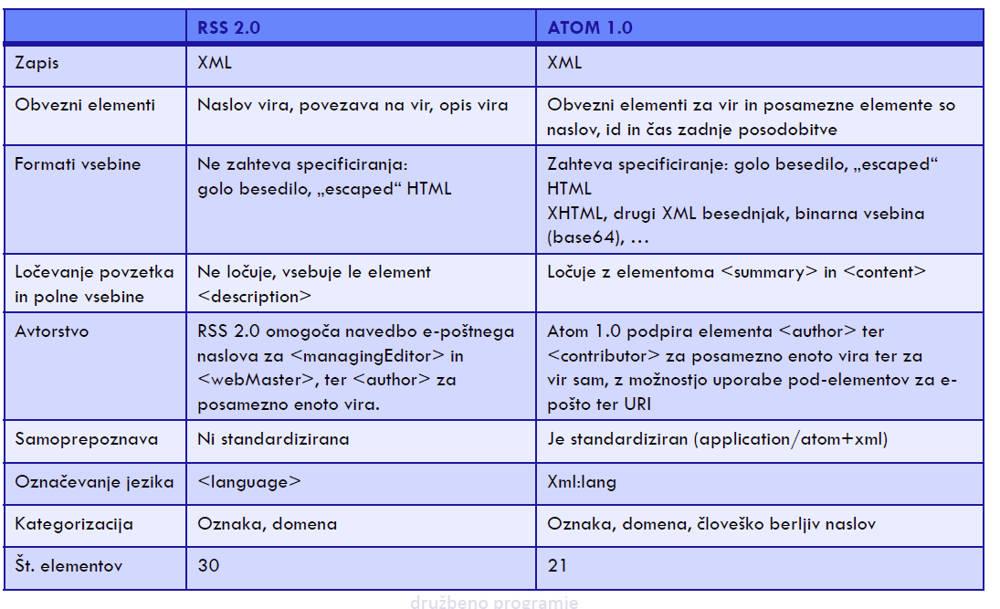 RSS 2.0 ATOM 1.0
Zapis XML XML
Obvezni elementi Naslov vira, povezava na vir, opis vira Obvezni elementi za vir in posamezne elemente so
naslov, id in čas zadnje posodobitve
Formati vsebine Ne zahteva specificiranja: Zahteva specificiranje: golo besedilo, „escaped“
golo besedilo, „escaped“ HTML HTML
XHTML, drugi XML besednjak, binarna vsebina
(base64), …
Ločevanje povzetka Ne ločuje, vsebuje le element Ločuje z elementoma <summary> in <content>
in polne vsebine <description>
Avtorstvo RSS 2.0 omogoča navedbo e-poštnega Atom 1.0 podpira elementa <author> ter
naslova za <managingEditor> in <contributor> za posamezno enoto vira ter za
<webMaster>, ter <author> za vir sam, z možnostjo uporabe pod-elementov za e-
posamezno enoto vira. pošto ter URI
Samoprepoznava Ni standardizirana Je standardiziran (application/atom+xml)
Označevanje jezika <language> Xml:lang
Kategorizacija Oznaka, domena Oznaka, domena, človeško berljiv naslov
Št. elementov 30 21
družbeno programje